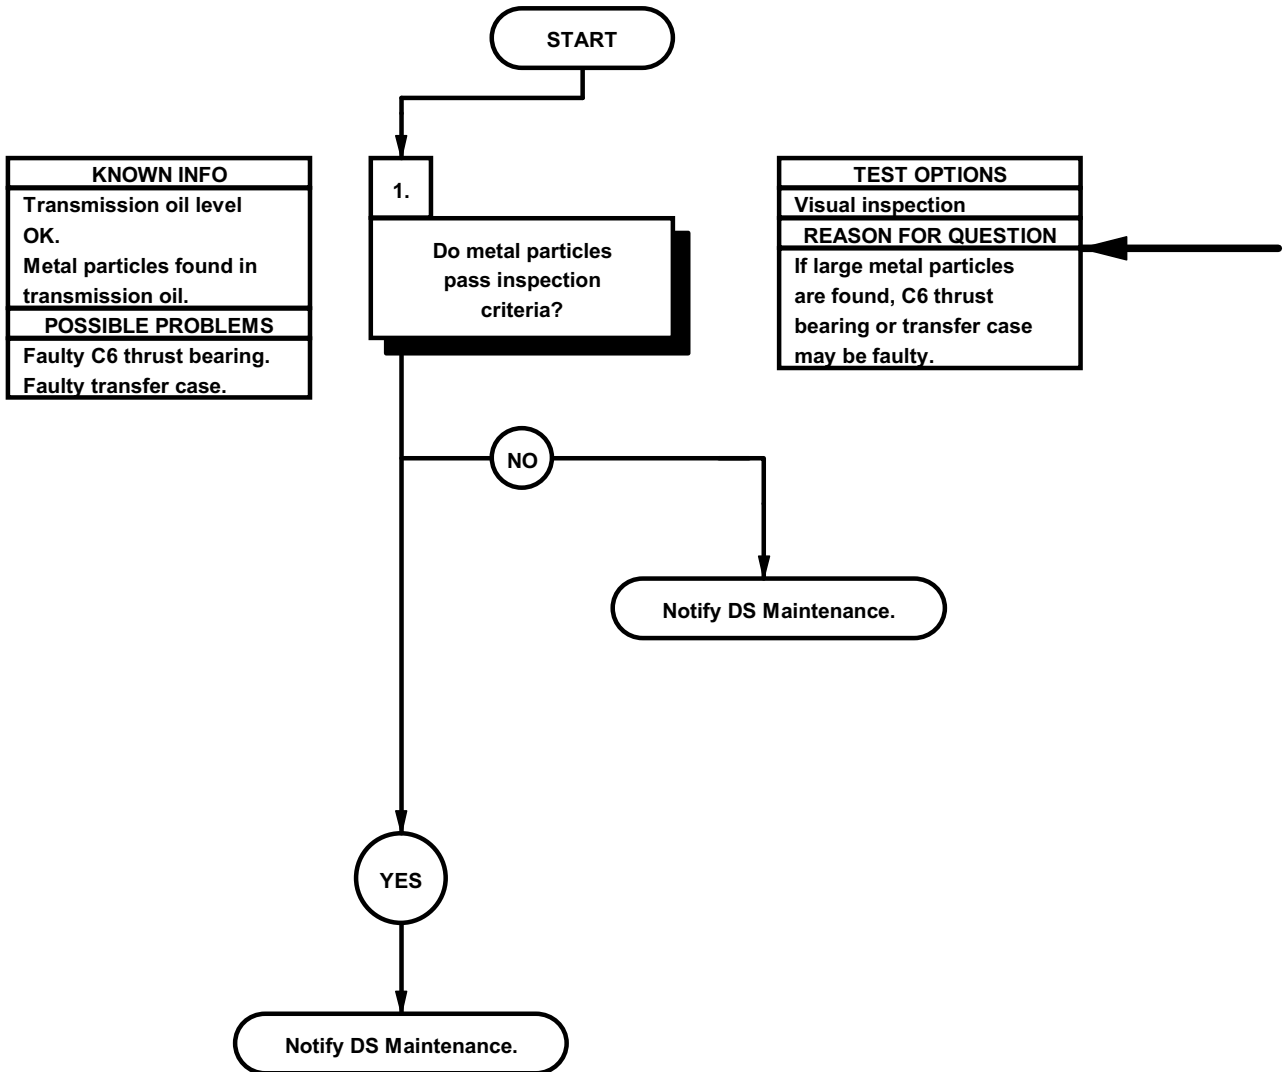 START
KNOWN INFO
Transmission oil level
OK.
Metal particles found in
transmission oil.
POSSIBLE PROBLEMS
Faulty C6 thrust bearing.
Faulty transfer case.
1.
Do metal particles
pass inspection
criteria?
TEST OPTIONS
Visual inspection
REASON FOR QUESTION
If large metal particles
are found, C6 thrust
bearing or transfer case
may be faulty.
NO
Notify DS Maintenance.
YES
Notify DS Maintenance.